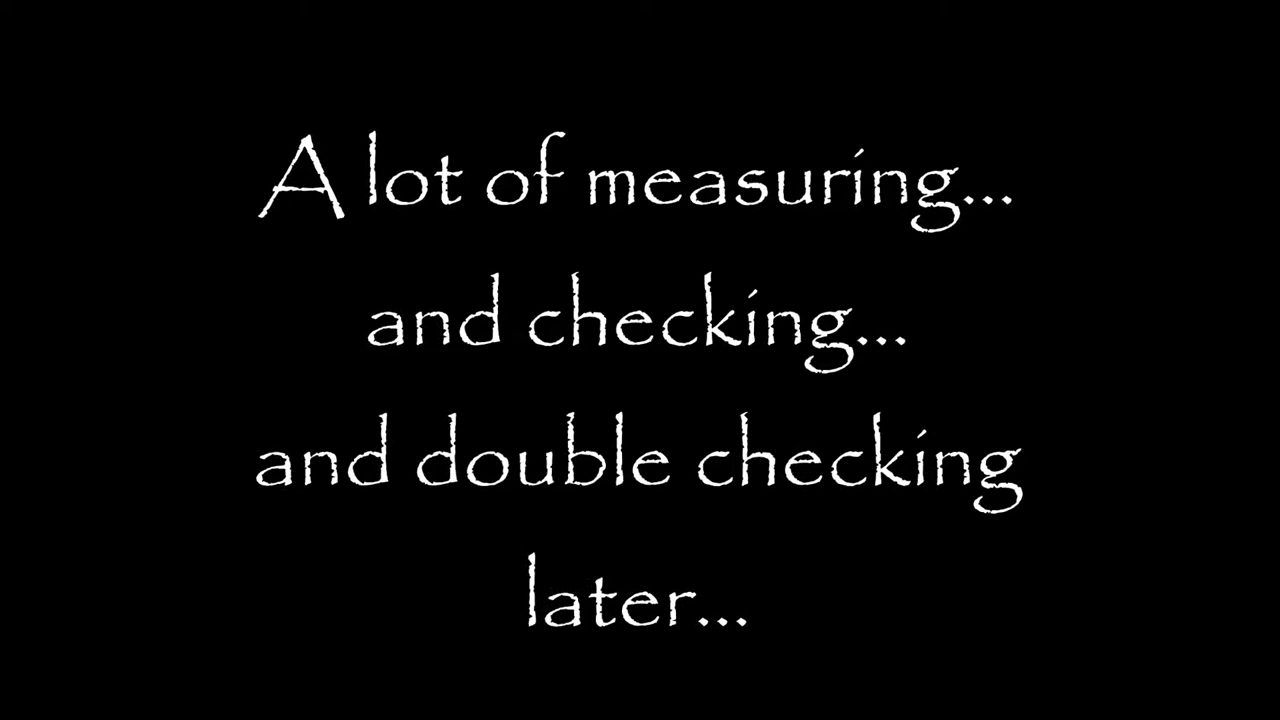 A lot of measuring...
and checking...
and double checking
later...